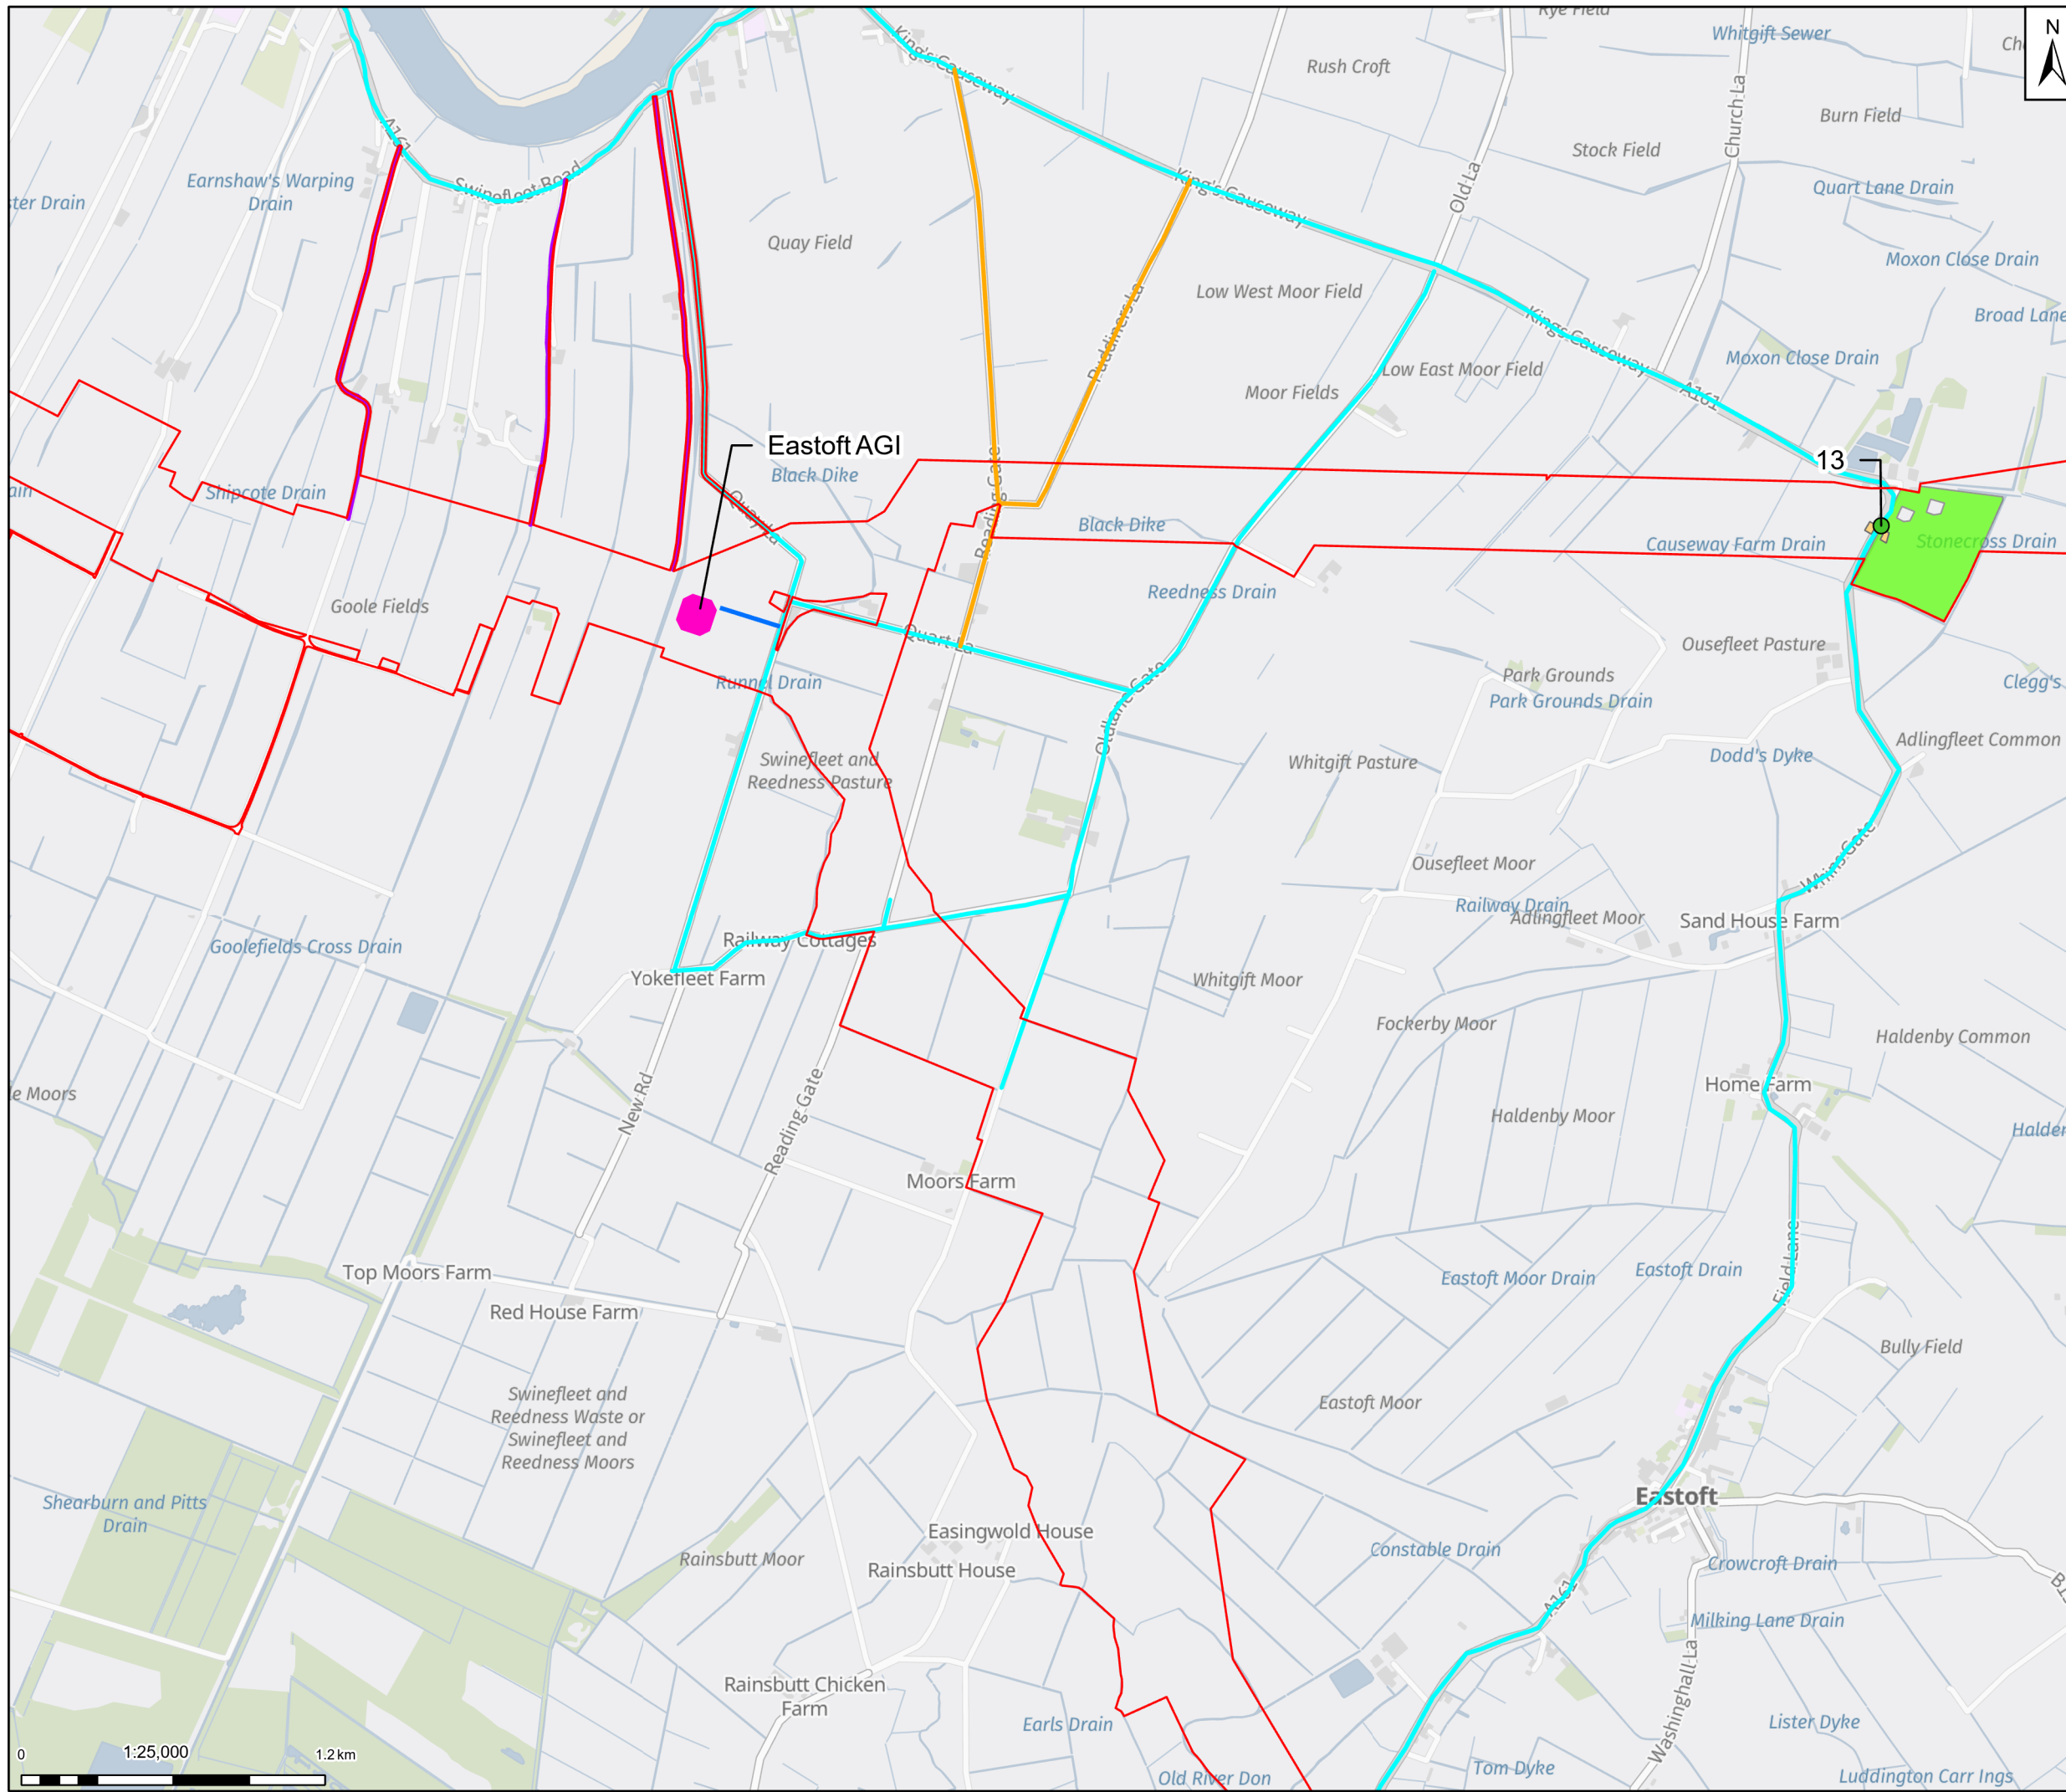 Rye Field
Whitgift Sewer
N
King's Causeway
Rush Croft
Church La
Burn Field
A161
Stock Field
Swinefleet Road
Earnshaw's Warping
Drain
Old La
King's Causeway
Quart Lane Drain
Quay Field
Moxon Close Drain
Low West Moor Field
Puddiners La
King's Causeway
Broad Lane
Moxon Close Drain
Low East Moor Field
Moor Fields
A161
Eastoft AGI
13
Black Dike
Shipcote Drain
Quay La
Reading Gate
Black Dike
Causeway Farm Drain
Stonecross Drain
Reedness Drain
Goole Fields
Quart La
Ousefleet Pasture
Park Grounds
Runnel Drain
Park Grounds Drain
Clegg's
Oldlane Gate
Adlingfleet Common
Dodd's Dyke
Swinefleet and
Reedness Pasture
Whitgift Pasture
Whins Gate
Ousefleet Moor
Railway Drain
Adlingfleet Moor
Sand House Farm
Goolefields Cross Drain
Railway Cottages
Yokefleet Farm
Whitgift Moor
Fockerby Moor
Haldenby Common
Home Farm
New Rd
Reading Gate
Haldenby Moor
Moors Farm
Field Lane
Top Moors Farm
Eastoft Moor Drain
Eastoft Drain
Red House Farm
Bully Field
Swinefleet and
Reedness Waste or
Swinefleet and
Reedness Moors
Eastoft Moor
Shearburn and Pitts
Drain
Eastoft
Easingwold House
Constable Drain
Rainsbutt Moor
Rainsbutt House
Crowcroft Drain
A161
Milking Lane Drain
Rainsbutt Chicken
Farm
Washinghall La
Earls Drain
Lister Dyke
0
1:25,000
1.2 km
Tom Dyke
Old River Don
Luddington Carr Ings